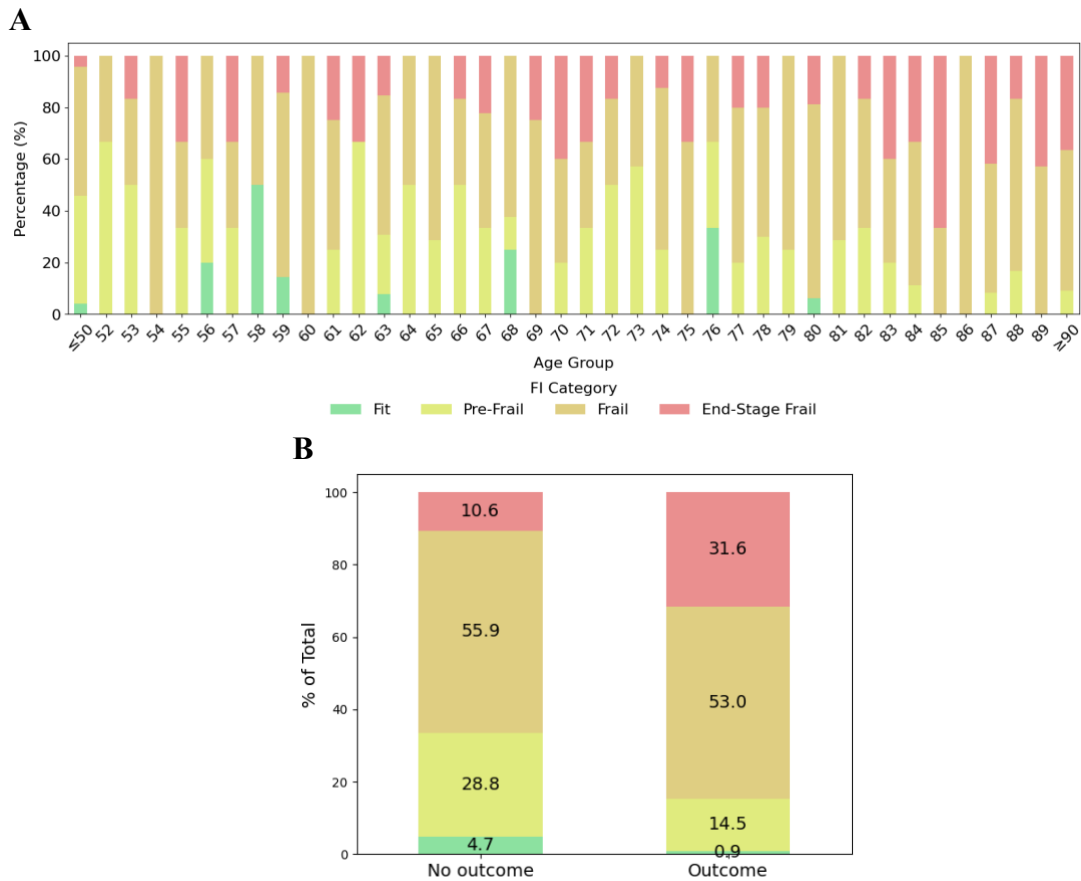 A
100
80
60
40
20
0
Percentage (%)
≤50 52 53 54 55 56 57 58 59 60 61 62 63 64 65 66 67 68 69 70 71 72 73 74 75 76 77 78 79 80 81 82 83 84 85 86 87 88 89 ≥90
Age Group
FI Category
Fit Pre-Frail Frail End-Stage Frail
B
100
80
60
40
20
0
% of Total
10.6
55.9
28.8
4.7
31.6
53.0
14.5
0.9
No outcome Outcome